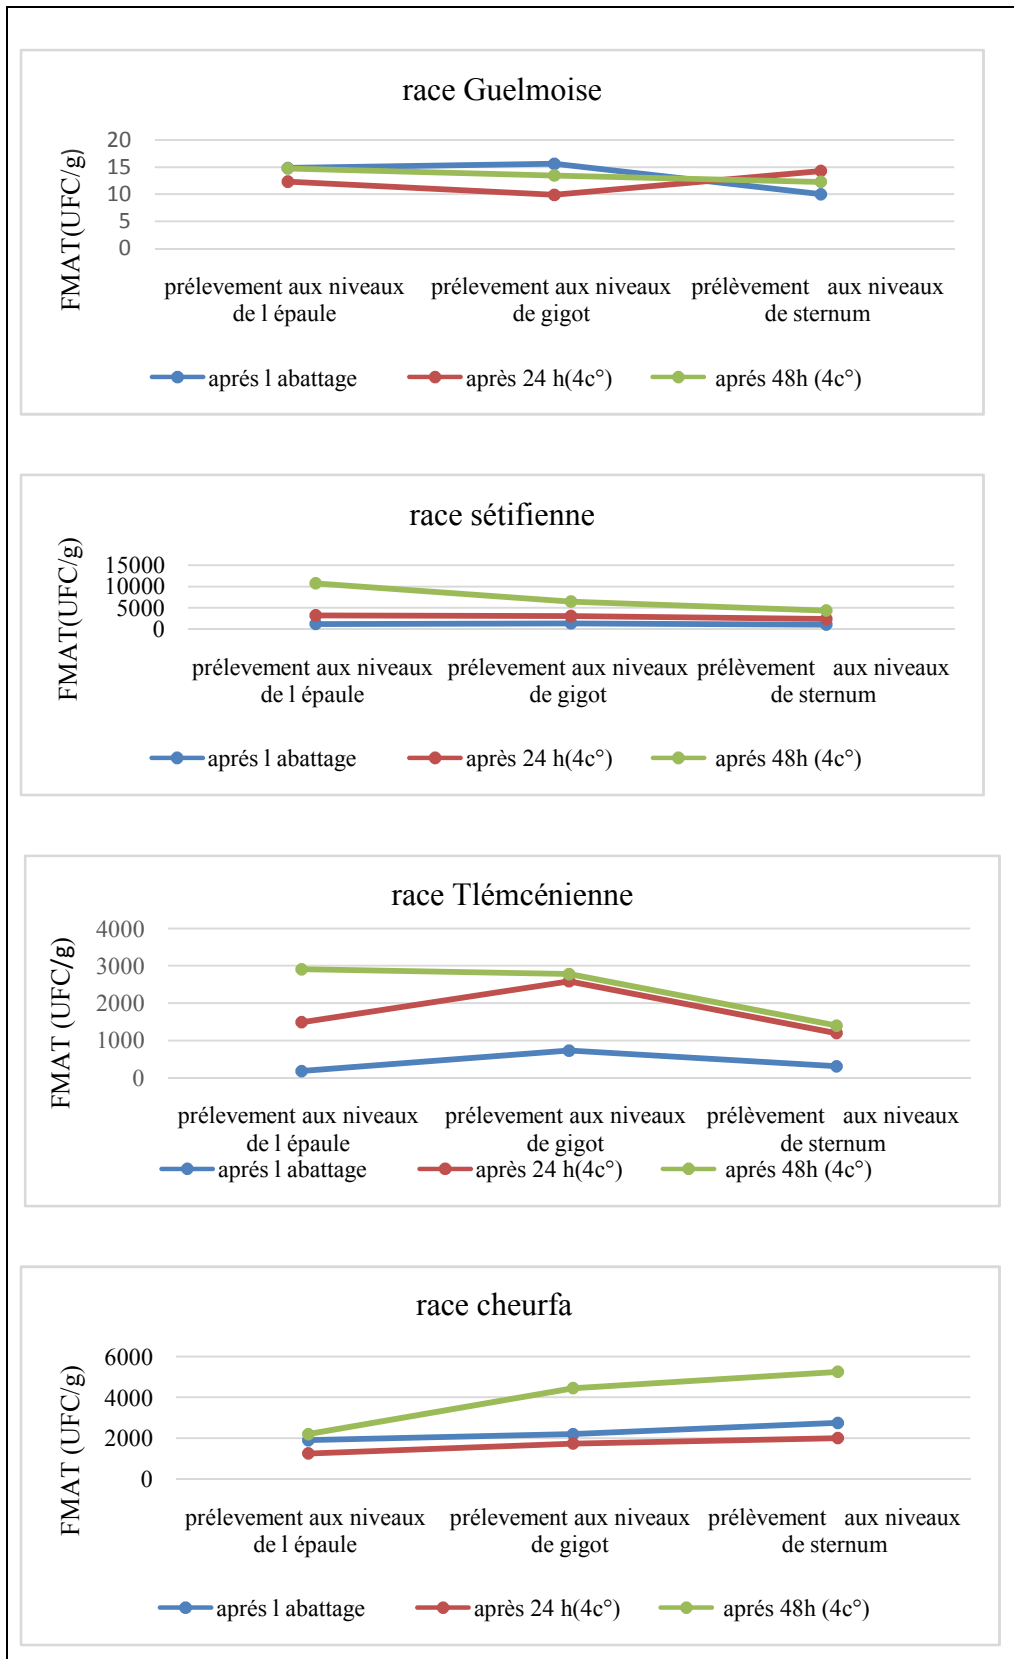 race Guelmoise
FMAT(UFC/g)
20
15
10
5
0
prélevement aux niveaux de l épaule
prélevement aux niveaux de gigot
prélèvement aux niveaux de sternum
aprés l abattage
après 24 h(4c°)
aprés 48h (4c°)
race sétifienne
FMAT(UFC/g)
15000
10000
5000
0
prélevement aux niveaux de l épaule
prélevement aux niveaux de gigot
prélèvement aux niveaux de sternum
aprés l abattage
après 24 h(4c°)
aprés 48h (4c°)
race Tlémcénienne
FMAT (UFC/g)
4000
3000
2000
1000
0
prélevement aux niveaux de l épaule
prélevement aux niveaux de gigot
prélèvement aux niveaux de sternum
aprés l abattage
après 24 h(4c°)
aprés 48h (4c°)
race cheurfa
FMAT (UFC/g)
6000
4000
2000
0
prélevement aux niveaux de l épaule
prélevement aux niveaux de gigot
prélèvement aux niveaux de sternum
aprés l abattage
après 24 h(4c°)
aprés 48h (4c°)